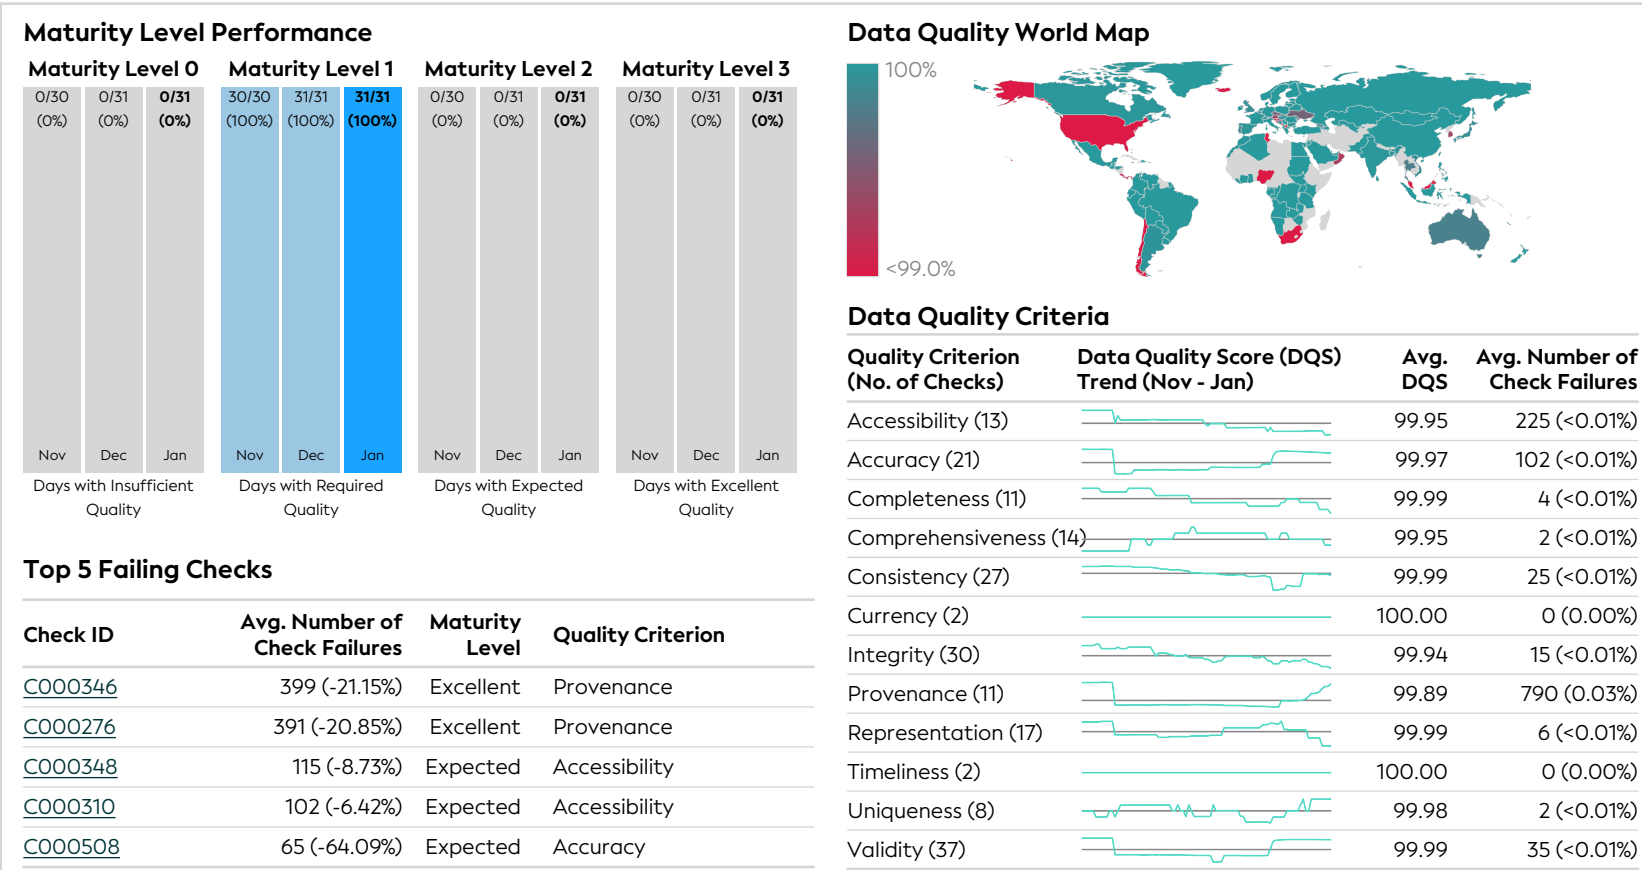 Maturity Level Performance
Maturity Level 0
Maturity Level 1
Maturity Level 2
Maturity Level 3
0/30 0/31 0/31
(0%) (0%) (0%)
30/30 31/31 31/31
(100%) (100%) (100%)
0/30 0/31 0/31
(0%) (0%) (0%)
0/30 0/31 0/31
(0%) (0%) (0%)
Nov Dec Jan
Nov Dec Jan
Nov Dec Jan
Nov Dec Jan
Days with Insufficient
Quality
Days with Required
Quality
Days with Expected
Quality
Days with Excellent
Quality
Top 5 Failing Checks
Check ID Avg. Number of Check Failures Maturity Level Quality Criterion
C000346 399 (-21.15%) Excellent Provenance
C000276 391 (-20.85%) Excellent Provenance
C000348 115 (-8.73%) Expected Accessibility
C000310 102 (-6.42%) Expected Accessibility
C000508 65 (-64.09%) Expected Accuracy
Data Quality World Map
100%
<99.0%
Data Quality Criteria
Quality Criterion Data Quality Score (DQS) Avg. Avg. Number of
(No. of Checks) Trend (Nov - Jan) DQS Check Failures
Accessibility (13) 99.95 225 (<0.01%)
Accuracy (21) 99.97 102 (<0.01%)
Completeness (11) 99.99 4 (<0.01%)
Comprehensiveness (14) 99.95 2 (<0.01%)
Consistency (27) 99.99 25 (<0.01%)
Currency (2) 100.00 0 (0.00%)
Integrity (30) 99.94 15 (<0.01%)
Provenance (11) 99.89 790 (0.03%)
Representation (17) 99.99 6 (<0.01%)
Timeliness (2) 100.00 0 (0.00%)
Uniqueness (8) 99.98 2 (<0.01%)
Validity (37) 99.99 35 (<0.01%)